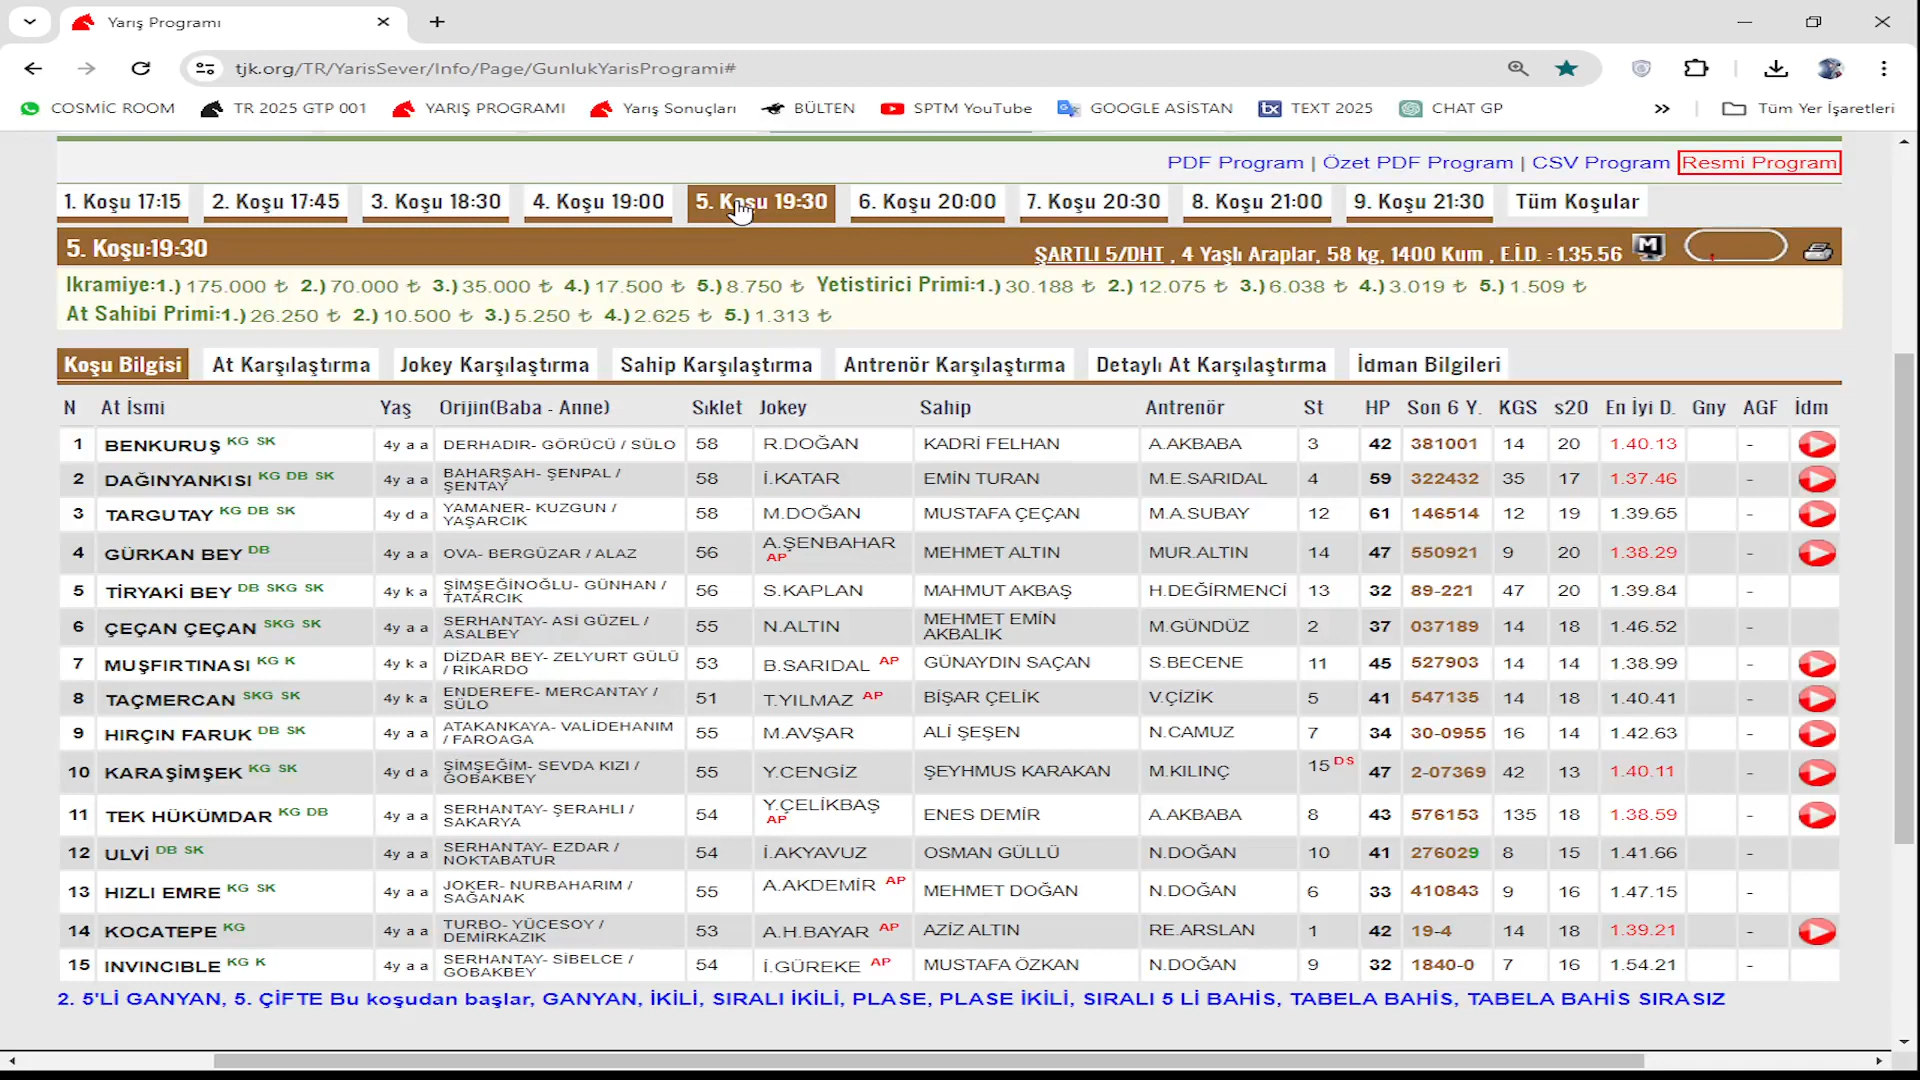 Yarış Programı
tjk.org/TR/YarisSever/Info/Page/GunlukYarisProgrami#
COSMİC ROOM TR 2025 GTP 001 YARIŞ PROGRAMI Yarış Sonuçları BÜLTEN SPTM YouTube GOOGLE ASİSTAN TEXT 2025 CHAT GP » Tüm Yer İşaretleri
PDF Program | Özet PDF Program | CSV Program Resmi Program
1. Koşu 17:15 2. Koşu 17:45 3. Koşu 18:30 4. Koşu 19:00 5. Koşu 19:30 6. Koşu 20:00 7. Koşu 20:30 8. Koşu 21:00 9. Koşu 21:30 Tüm Koşular
5. Koşu:19:30 ŞARTLI 5/DHT , 4 Yaşlı Araplar, 58 kg, 1400 Kum , E.İ.D. : 1.35.56 M
Ikramiye:1.) 175.000 ₺ 2.) 70.000 ₺ 3.) 35.000 ₺ 4.) 17.500 ₺ 5.) 8.750 ₺ Yetistirici Primi:1.) 30.188 ₺ 2.) 12.075 ₺ 3.) 6.038 ₺ 4.) 3.019 ₺ 5.) 1.509 ₺
At Sahibi Primi:1.) 26.250 ₺ 2.) 10.500 ₺ 3.) 5.250 ₺ 4.) 2.625 ₺ 5.) 1.313 ₺
Koşu Bilgisi At Karşılaştırma Jokey Karşılaştırma Sahip Karşılaştırma Antrenör Karşılaştırma Detaylı At Karşılaştırma İdman Bilgileri
N At İsmi Yaş Orijin(Baba - Anne) Sıklet Jokey Sahip Antrenör St HP Son 6 Y. KGS s20 En İyi D. Gny AGF İdm
1 BENKURUŞ KG SK 4y a a DERHADIR- GÖRÜCÜ / SÜLO 58 R.DOĞAN KADRİ FELHAN A.AKBABA 3 42 381001 14 20 1.40.13 -
2 DAĞINYANKISI KG DB SK 4y a a BAHARŞAH- ŞENPAL / ŞENTAY 58 İ.KATAR EMİN TURAN M.E.SARIDAL 4 59 322432 35 17 1.37.46 -
3 TARGUTAY KG DB SK 4y d a YAMANER- KUZGUN / YAŞARCIK 58 M.DOĞAN MUSTAFA ÇEÇAN M.A.SUBAY 12 61 146514 12 19 1.39.65 -
4 GÜRKAN BEY DB 4y a a OVA- BERGÜZAR / ALAZ 56 A.ŞENBAHAR AP MEHMET ALTIN MUR.ALTIN 14 47 550921 9 20 1.38.29 -
5 TİRYAKİ BEY DB SKG SK 4y k a ŞİMŞEĞİNOĞLU- GÜNHAN / TATARCIK 56 S.KAPLAN MAHMUT AKBAŞ H.DEĞİRMENCİ 13 32 89-221 47 20 1.39.84 -
6 ÇEÇAN ÇEÇAN SKG SK 4y a a SERHANTAY- ASİ GÜZEL / ASALBEY 55 N.ALTIN MEHMET EMİN AKBALIK M.GÜNDÜZ 2 37 037189 14 18 1.46.52 -
7 MUŞFIRTINASI KG K 4y k a DİZDAR BEY- ZELYURT GÜLÜ / RİKARDO 53 B.SARIDAL AP GÜNAYDIN SAÇAN S.BECENE 11 45 527903 14 14 1.38.99 -
8 TAÇMERCAN SKG SK 4y k a ENDEREFE- MERCANTAY / SÜLO 51 T.YILMAZ AP BİŞAR ÇELİK V.ÇİZİK 5 41 547135 14 18 1.40.41 -
9 HIRÇIN FARUK DB SK 4y a a ATAKANKAYA- VALİDEHANIM / FAROAGA 55 M.AVŞAR ALİ ŞEŞEN N.CAMUZ 7 34 30-0955 16 14 1.42.63 -
10 KARAŞİMŞEK KG SK 4y d a ŞİMŞEĞİM- SEVDA KIZI / GOBAKBEY 55 Y.CENGİZ ŞEYHMUS KARAKAN M.KILINÇ 15 DS 47 2-07369 42 13 1.40.11 -
11 TEK HÜKÜMDAR KG DB 4y a a SERHANTAY- ŞERAHLI / SAKARYA 54 Y.ÇELİKBAŞ AP ENES DEMİR A.AKBABA 8 43 576153 135 18 1.38.59 -
12 ULVİ DB SK 4y a a SERHANTAY- EZDAR / NOKTABATUR 54 İ.AKYAVUZ OSMAN GÜLLÜ N.DOĞAN 10 41 276029 8 15 1.41.66 -
13 HIZLI EMRE KG SK 4y a a JOKER- NURBAHARIM / SAĞANAK 55 A.AKDEMİR AP MEHMET DOĞAN N.DOĞAN 6 33 410843 9 16 1.47.15 -
14 KOCATEPE KG 4y a a TURBO- YÜCESOY / DEMİRKAZIK 53 A.H.BAYAR AP AZİZ ALTIN RE.ARSLAN 1 42 19-4 14 18 1.39.21 -
15 INVINCIBLE KG K 4y a a SERHANTAY- SİBELCE / GOBAKBEY 54 İ.GÜREKE AP MUSTAFA ÖZKAN N.DOĞAN 9 32 1840-0 7 16 1.54.21 -
2. 5'Lİ GANYAN, 5. ÇİFTE Bu koşudan başlar, GANYAN, İKİLİ, SIRALI İKİLİ, PLASE, PLASE İKİLİ, SIRALI 5 Lİ BAHİS, TABELA BAHİS, TABELA BAHİS SIRASIZ